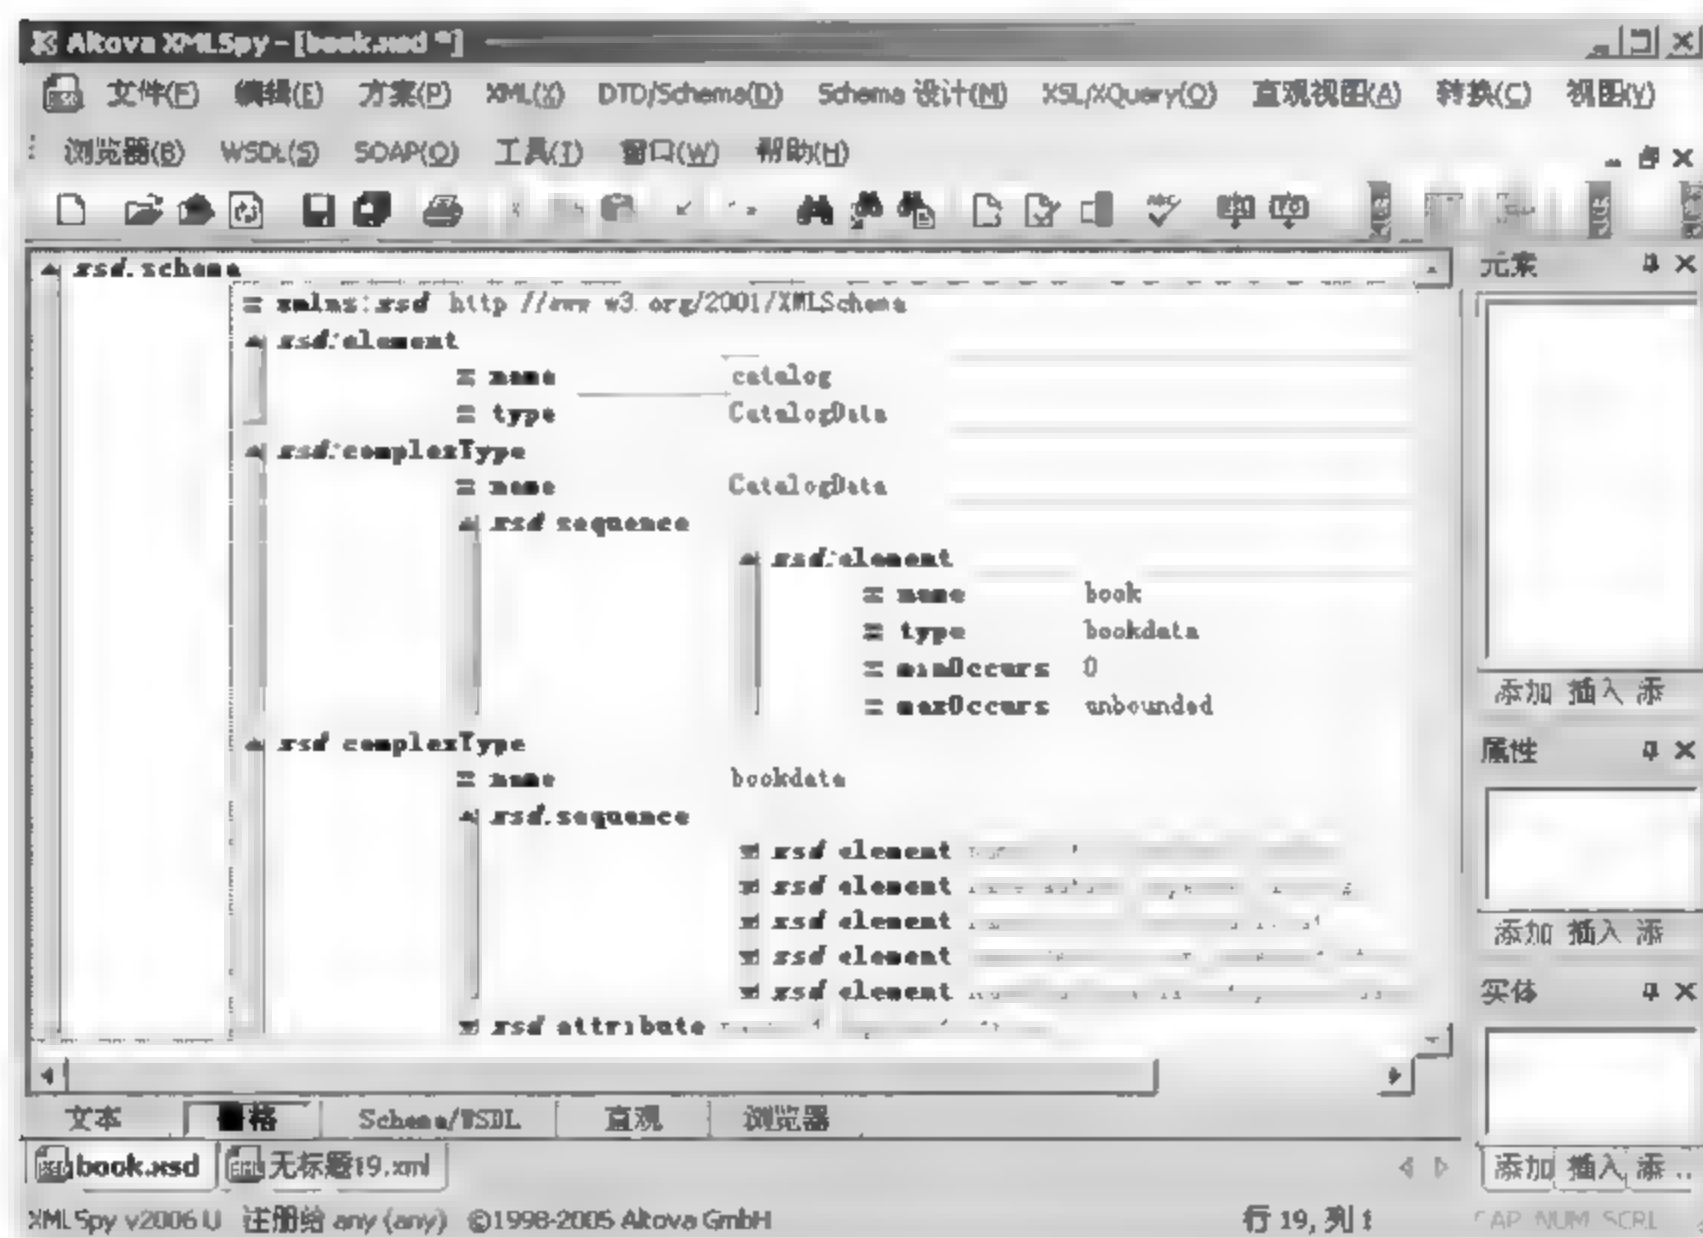 Altova XMLSpy - [book.xsd *]
文件(F) 编辑(E) 方案(P) XML(X) DTD/Schema(D) Schema 设计(M) XSL/XQuery(Q) 直观视图(A) 转换(C) 视图(V)
浏览器(B) WSDL(S) SOAP(O) 工具(T) 窗口(W) 帮助(H)
xsd:schema
元素
xmlns:xsd http://www.w3.org/2001/XMLSchema
xsd:element
name catalog
type CatalogData
xsd:complexType
name CatalogData
xsd:sequence
xsd:element
name book
type bookdata
minOccurs 0
maxOccurs unbounded
添加 插入 添
xsd:complexType
属性
name bookdata
xsd:sequence
xsd:element
xsd:element
xsd:element
添加 插入 添
xsd:element
xsd:element
实体
xsd:attribute
文本 栅格 Schema/WSDL 直观 浏览器
book.xsd 无标题19.xml
添加 插入 添..
XMLSpy v2006 U 注册给 any (any) ©1998-2005 Altova GmbH 行 19, 列 1 CAP NUM SCRL